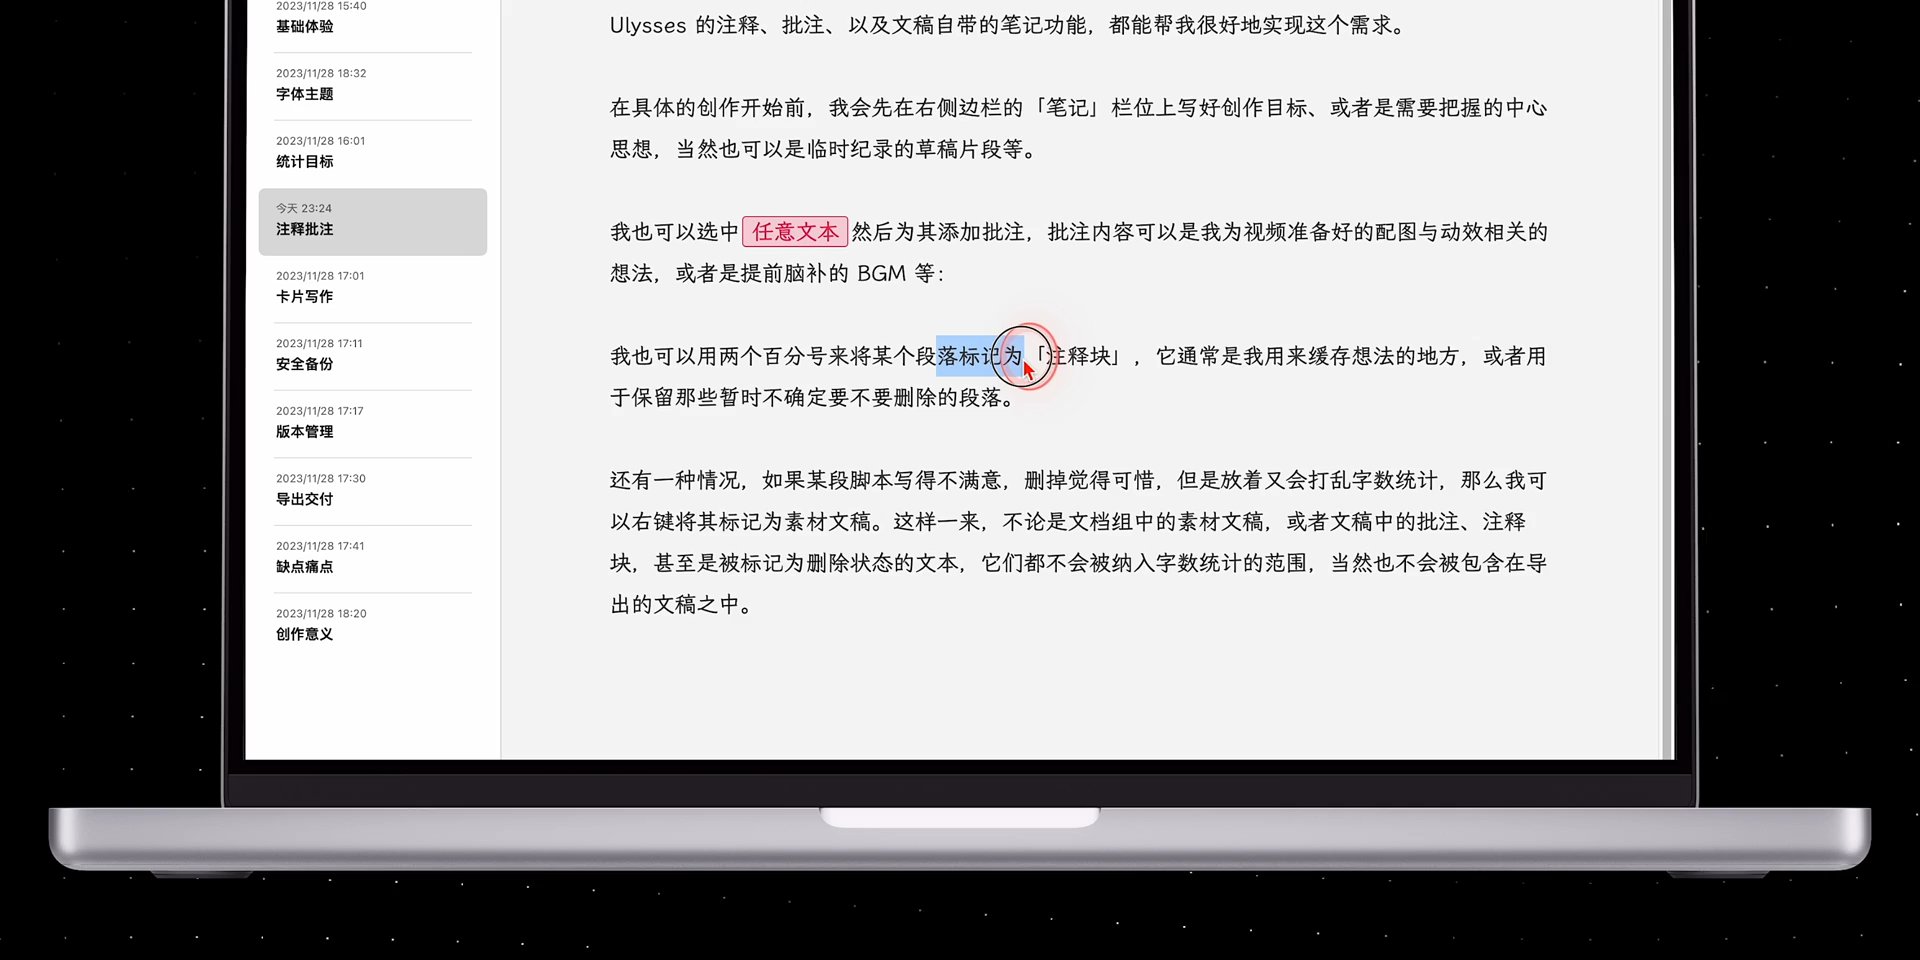 2023/11/28 15:40
基础体验
2023/11/28 18:32
字体主题
2023/11/28 16:01
统计目标
今天 23:24
注释批注
2023/11/28 17:01
卡片写作
2023/11/28 17:11
安全备份
2023/11/28 17:17
版本管理
2023/11/28 17:30
导出交付
2023/11/28 17:41
缺点痛点
2023/11/28 18:20
创作意义
Ulysses 的注释、批注、以及文稿自带的笔记功能，都能帮我很好地实现这个需求。
在具体的创作开始前，我会先在右侧边栏的「笔记」栏位上写好创作目标、或者是需要把握的中心
思想，当然也可以是临时纪录的草稿片段等。
我也可以选中 任意文本 然后为其添加批注，批注内容可以是我为视频准备好的配图与动效相关的
想法，或者是提前脑补的 BGM 等：
我也可以用两个百分号来将某个段落标记为「注释块」，它通常是我用来缓存想法的地方，或者用
于保留那些暂时不确定要不要删除的段落。
还有一种情况，如果某段脚本写得不满意，删掉觉得可惜，但是放着又会打乱字数统计，那么我可
以右键将其标记为素材文稿。这样一来，不论是文档组中的素材文稿，或者文稿中的批注、注释
块，甚至是被标记为删除状态的文本，它们都不会被纳入字数统计的范围，当然也不会被包含在导
出的文稿之中。